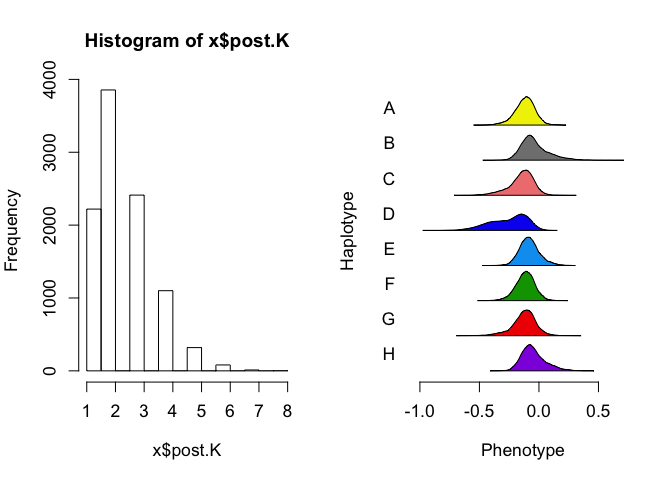 Histogram of x$post.K
Frequency
0
1000
2000
3000
4000
1 2 3 4 5 6 7 8
x$post.K
Haplotype
A
B
C
D
E
F
G
H
-1.0 -0.5 0.0 0.5
Phenotype